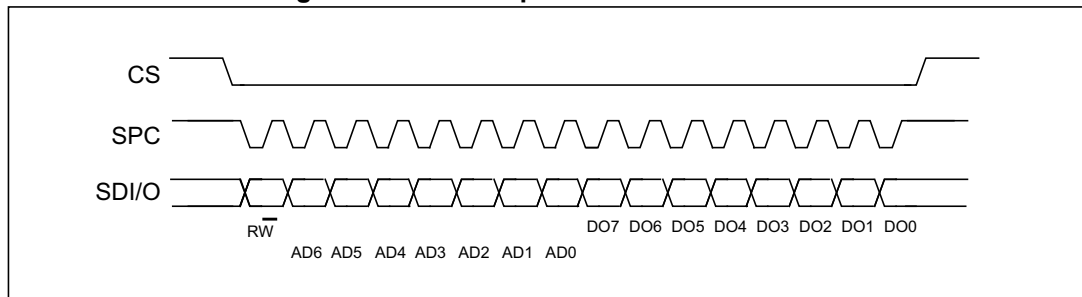 CS
SPC
SDI/O
RW
DO7 DO6 DO5 DO4 DO3 DO2 DO1 DO0
AD6 AD5 AD4 AD3 AD2 AD1 AD0